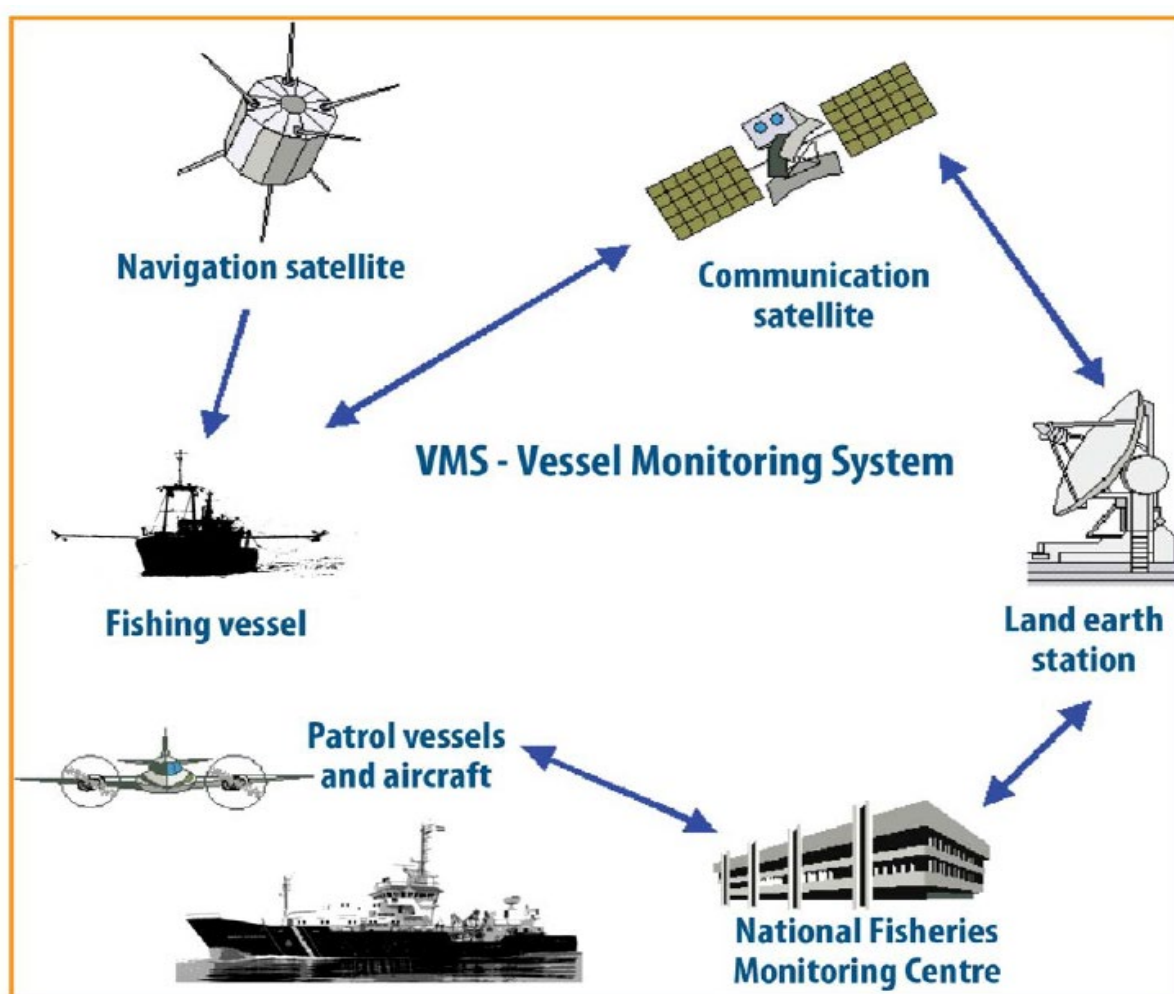 Navigation satellite
Communication
satellite
VMS - Vessel Monitoring System
Fishing vessel
Land earth
station
Patrol vessels
and aircraft
National Fisheries
Monitoring Centre